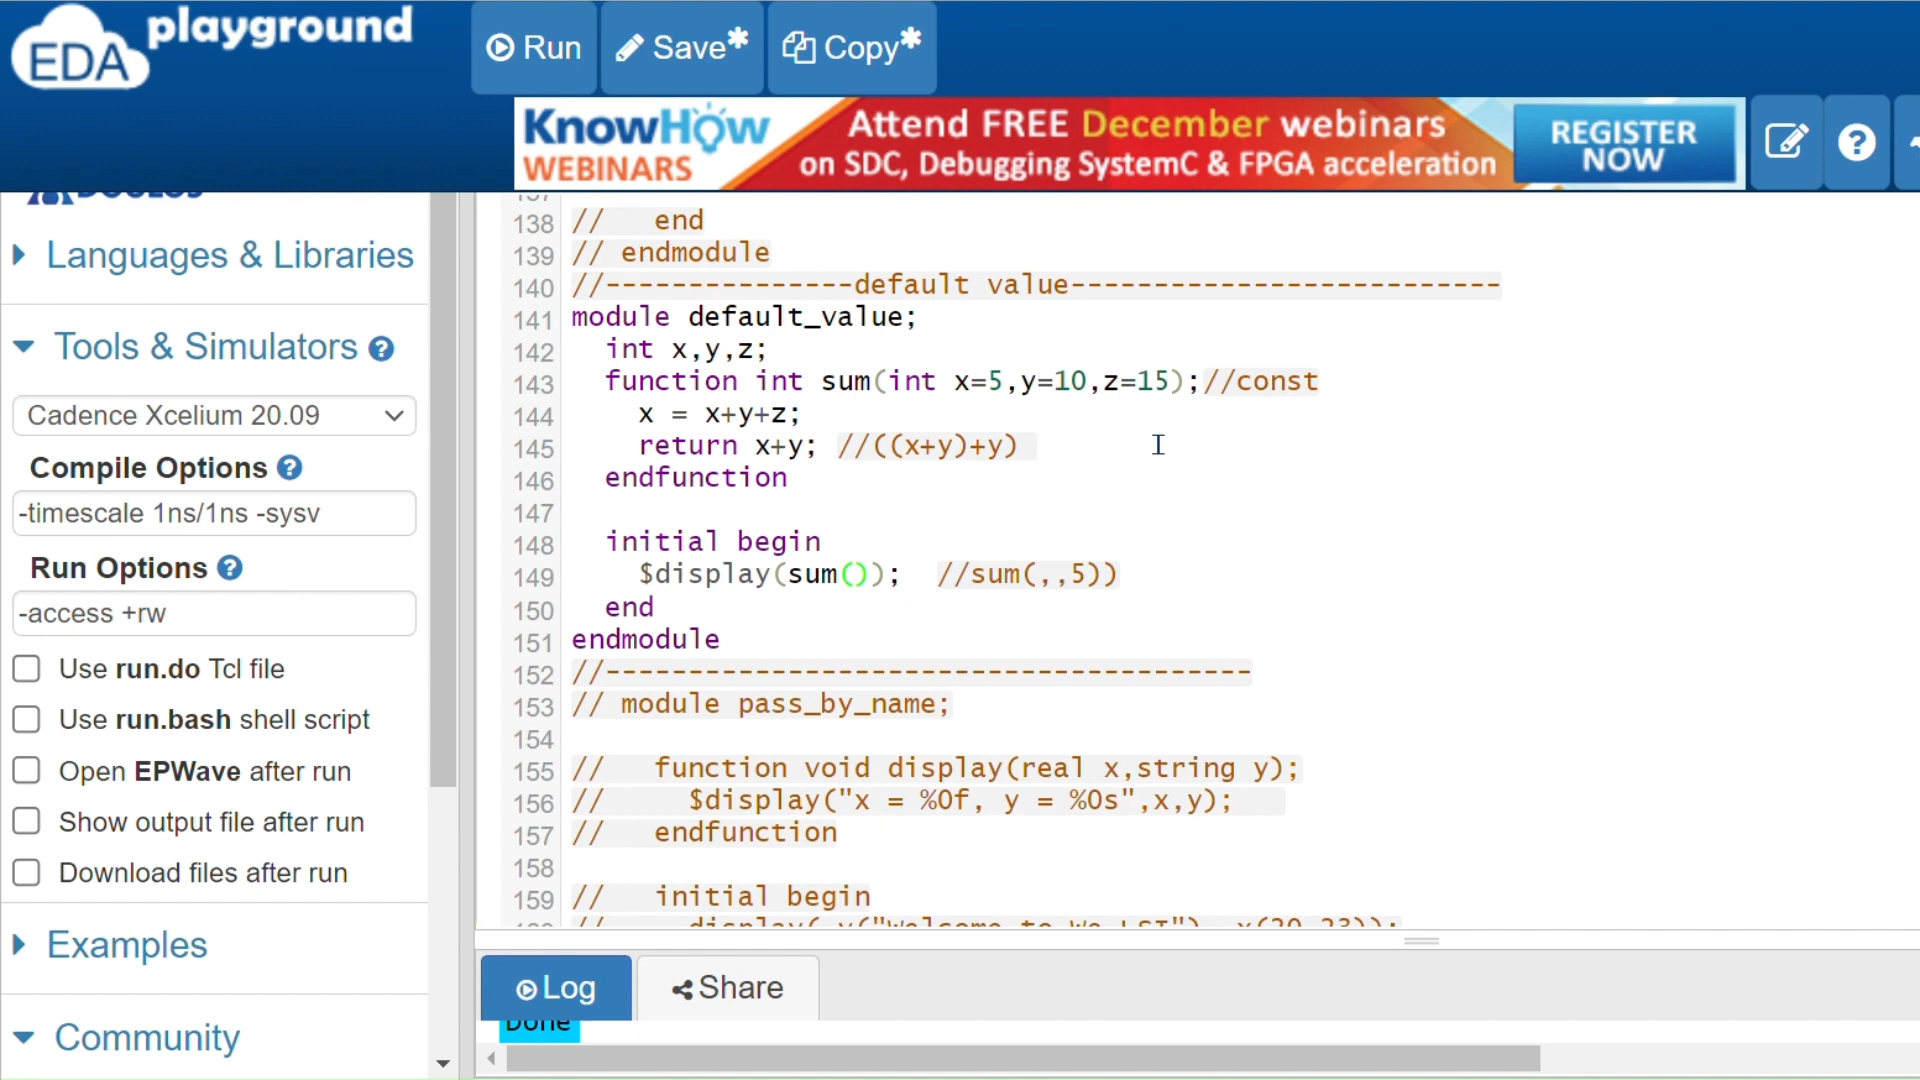 EDA playground
Run
Save*
Copy*
KnowHow
WEBINARS
Attend FREE December webinars
on SDC, Debugging SystemC & FPGA acceleration
REGISTER
NOW
Languages & Libraries
Tools & Simulators
Cadence Xcelium 20.09
Compile Options
-timescale 1ns/1ns -sysv
Run Options
-access +rw
Use run.do Tcl file
Use run.bash shell script
Open EPWave after run
Show output file after run
Download files after run
Examples
Community
137
138 //   end
139 // endmodule
140 //---------------default value--------------------------
141 module default_value;
142   int x,y,z;
143   function int sum(int x=5,y=10,z=15);//const
144     x = x+y+z;
145     return x+y; //((x+y)+y)
146   endfunction
147
148   initial begin
149     $display(sum());  //sum(,,5))
150   end
151 endmodule
152 //---------------------------------------
153 // module pass_by_name;
154
155 //   function void display(real x,string y);
156 //     $display("x = %0f, y = %0s",x,y);
157 //   endfunction
158
159 //   initial begin
Log
Share
Done